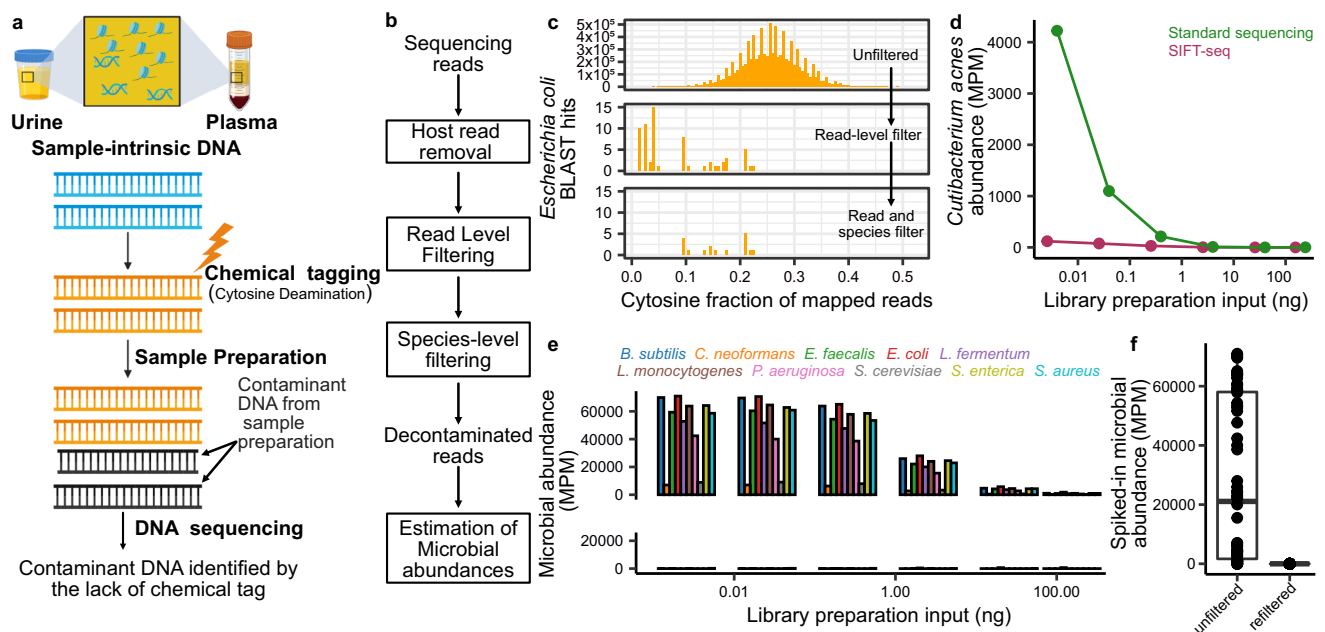 a
Urine
Plasma
Sample-intrinsic DNA
Chemical tagging
(Cytosine Deamination)
Sample Preparation
Contaminant
DNA from
sample
preparation
DNA sequencing
Contaminant DNA identified by
the lack of chemical tag
b
Sequencing
reads
Host read
removal
Read Level
Filtering
Species-level
filtering
Decontaminated
reads
Estimation of
Microbial
abundances
c
Escherichia coli
BLAST hits
5x10⁵
4x10⁵
3x10⁵
2x10⁵
1x10⁵
0
Unfiltered
15
10
5
0
Read-level filter
15
10
5
0
Read and
species filter
0.0 0.1 0.2 0.3 0.4 0.5
Cytosine fraction of mapped reads
d
Cutibacterium acnes
abundance (MPM)
4000
3000
2000
1000
0
Standard sequencing
SIFT-seq
0.01 0.1 1 10 100
Library preparation input (ng)
e
B. subtilis C. neoformans E. faecalis E. coli L. fermentum
L. monocytogenes P. aeruginosa S. cerevisiae S. enterica S. aureus
Microbial abundance
(MPM)
60000
40000
20000
0
20000
0
0.01 1.00 100.00
Library preparation input (ng)
f
Spiked-in microbial
abundance (MPM)
60000
40000
20000
0
unfiltered
refiltered